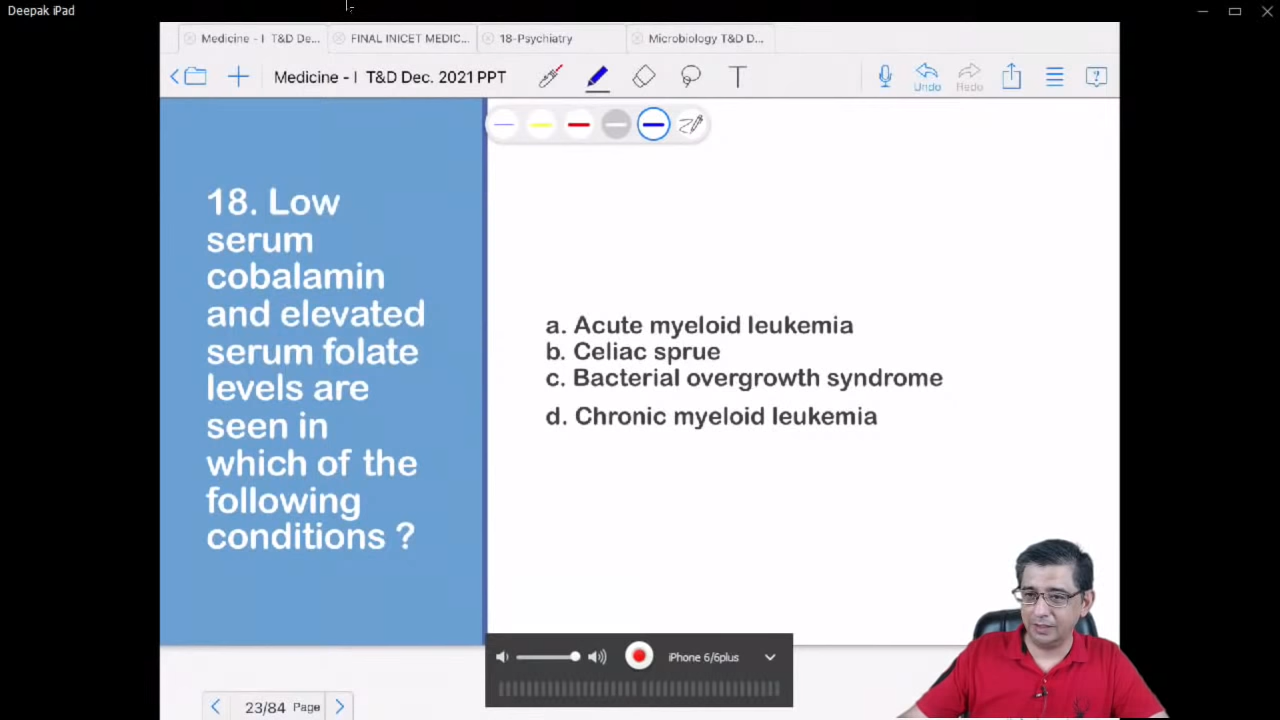 Deepak iPad
Medicine - I T&D De...
FINAL INICET MEDIC...
18-Psychiatry
Microbiology T&D D...
Medicine - I T&D Dec. 2021 PPT
T
Undo
Redo
?
18. Low
serum
cobalamin
and elevated
serum folate
levels are
seen in
which of the
following
conditions ?
a. Acute myeloid leukemia
b. Celiac sprue
c. Bacterial overgrowth syndrome
d. Chronic myeloid leukemia
iPhone 6/6plus
23/84 Page